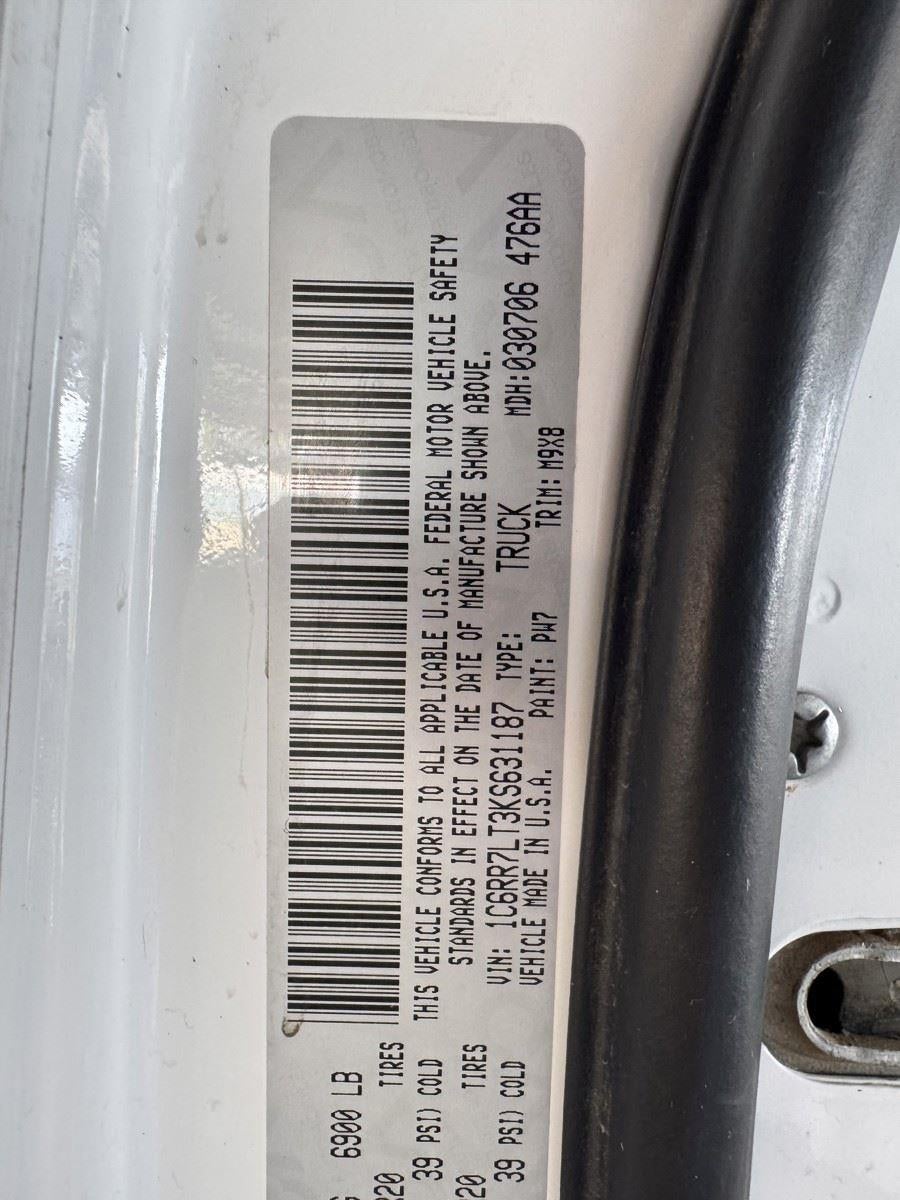 6900 LB
TIRES
39 PSI) COLD
TIRES
39 PSI) COLD
THIS VEHICLE CONFORMS TO ALL APPLICABLE U.S.A. FEDERAL MOTOR VEHICLE SAFETY
STANDARDS IN EFFECT ON THE DATE OF MANUFACTURE SHOWN ABOVE.
VIN: 1C6RR7LT3KS631187 TYPE: TRUCK MDH:030706 476AA
VEHICLE MADE IN U.S.A. PAINT: PW7 TRIM: M9X8